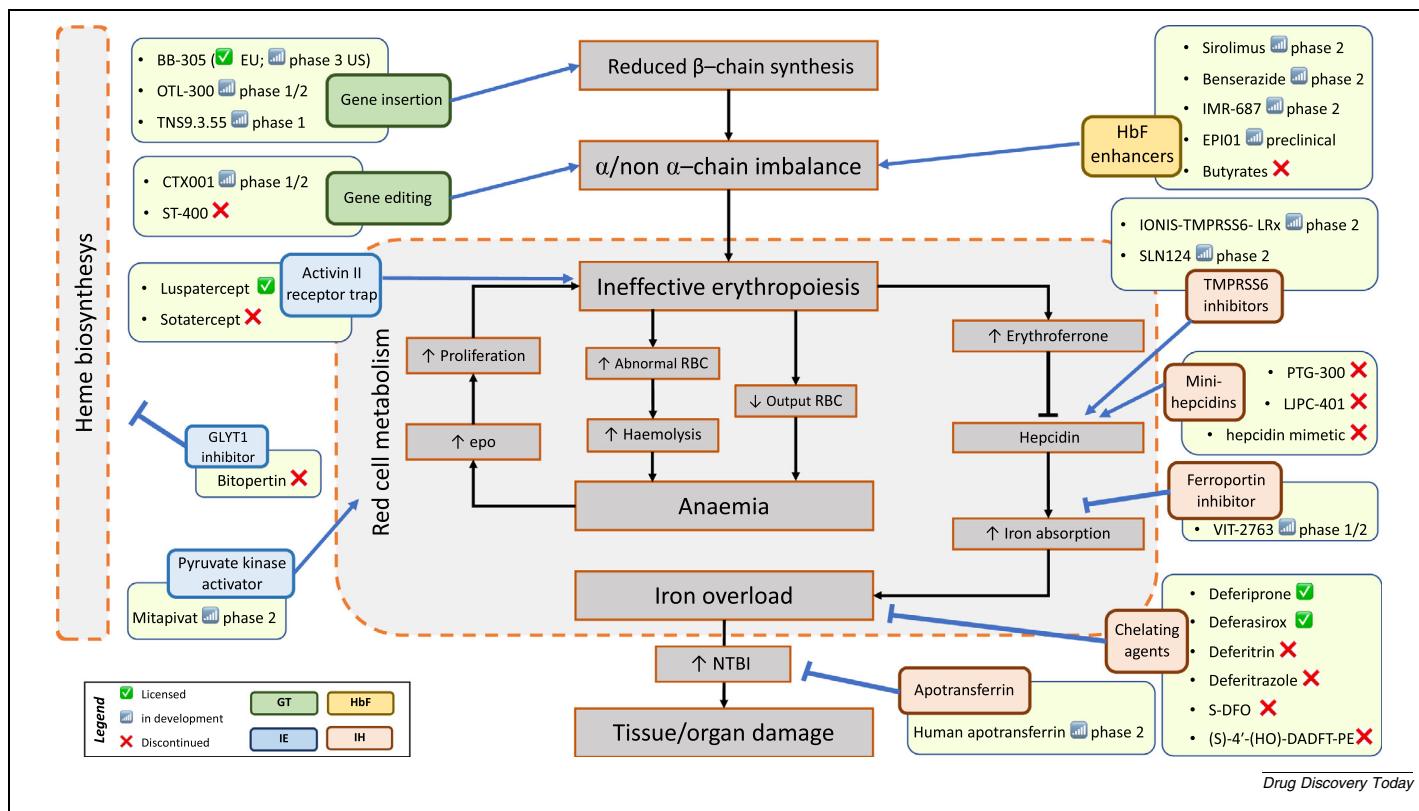 Heme biosynthesys
BB-305 (✅ EU; phase 3 US)
OTL-300 phase 1/2
TNS9.3.55 phase 1
Gene insertion
CTX001 phase 1/2
ST-400 ❌
Gene editing
Reduced β–chain synthesis
α/non α–chain imbalance
Sirolimus phase 2
Benserazide phase 2
IMR-687 phase 2
EPI01 preclinical
Butyrates ❌
HbF
enhancers
IONIS-TMPRSS6- LRx phase 2
SLN124 phase 2
TMPRSS6
inhibitors
Activin II
receptor trap
Luspatercept ✅
Sotatercept ❌
Red cell metabolism
Ineffective erythropoiesis
↑ Proliferation
↑ epo
↑ Abnormal RBC
↑ Haemolysis
↓ Output RBC
Anaemia
↑ Erythroferrone
Hepcidin
↑ Iron absorption
Iron overload
Mini-
hepcidins
PTG-300 ❌
LJPC-401 ❌
hepcidin mimetic ❌
GLYT1
inhibitor
Bitopertin ❌
Ferroportin
inhibitor
VIT-2763 phase 1/2
Pyruvate kinase
activator
Mitapivat phase 2
Chelating
agents
Deferiprone ✅
Deferasirox ✅
Deferitrin ❌
Deferitrazole ❌
S-DFO ❌
(S)-4’-(HO)-DADFT-PE ❌
↑ NTBI
Tissue/organ damage
Apotransferrin
Human apotransferrin phase 2
Legend
Licensed
in development
Discontinued
GT
HbF
IE
IH
Drug Discovery Today